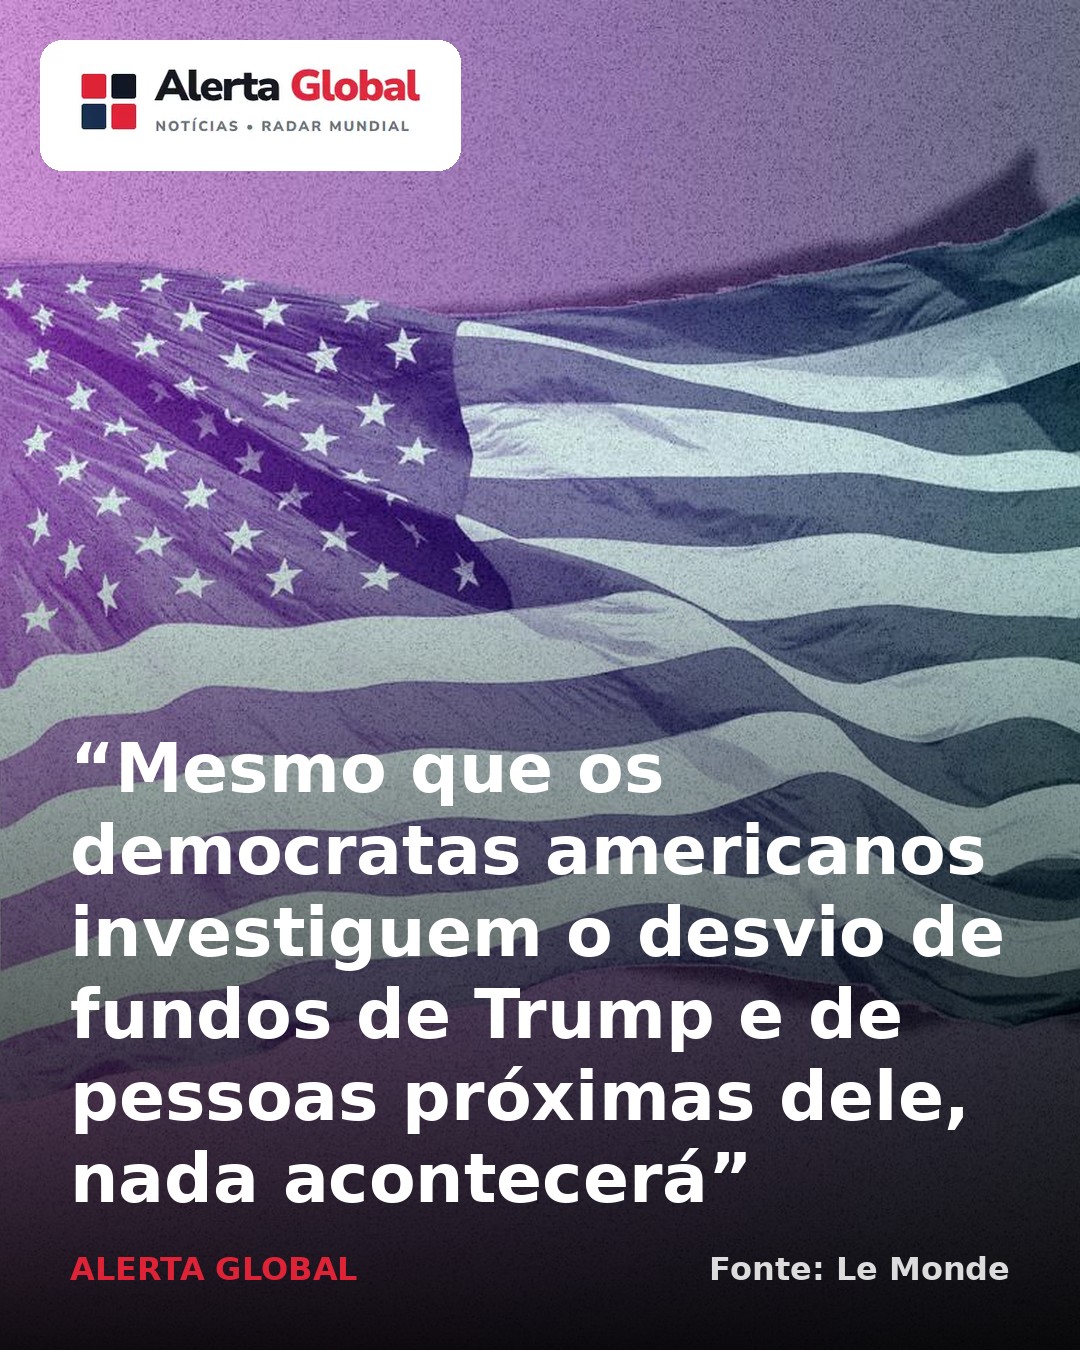 Alerta Global
NOTÍCIAS • RADAR MUNDIAL
“Mesmo que os
democratas americanos
investiguem o desvio de
fundos de Trump e de
pessoas próximas dele,
nada acontecerá”
ALERTA GLOBAL
Fonte: Le Monde